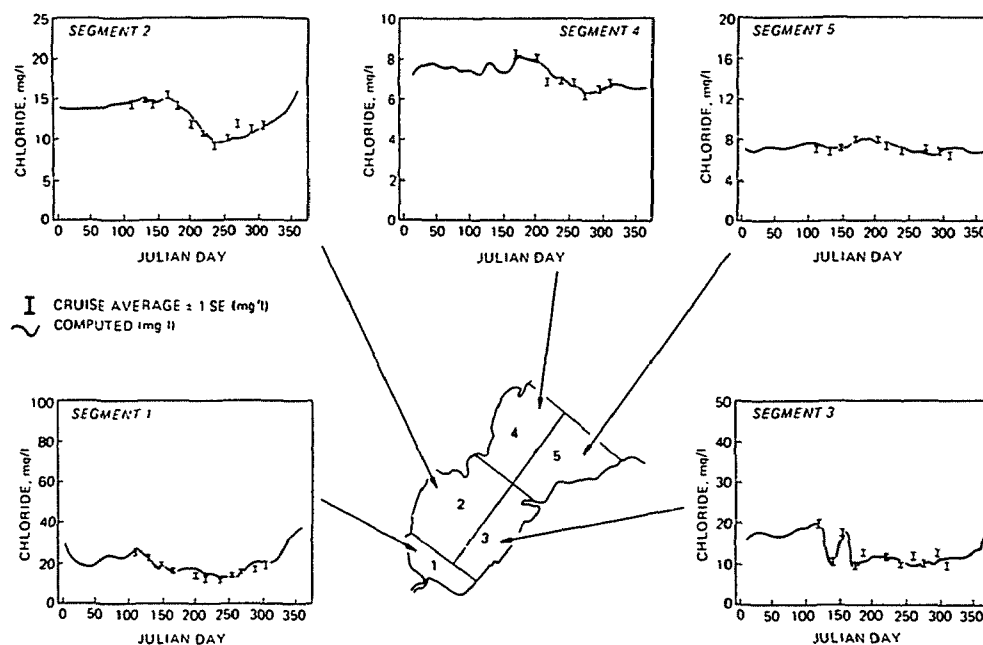 SEGMENT 2
25
20
15
10
5
0
CHLORIDE, mg/l
0 50 100 150 200 250 300 350
JULIAN DAY
SEGMENT 4
8
6
4
2
0
CHLORIDE, mg/l
0 50 100 150 200 250 300 350
JULIAN DAY
SEGMENT 5
20
16
12
8
4
0
CHLORIDE, mg/l
0 50 100 150 200 250 300 350
JULIAN DAY
CRUISE AVERAGE ± 1 SE (mg/l)
COMPUTED (mg l)
SEGMENT 1
100
80
60
40
20
0
CHLORIDE, mg/l
0 50 100 150 200 250 300 350
JULIAN DAY
4
5
2
3
1
SEGMENT 3
50
40
30
20
10
0
CHLORIDE, mg/l
0 50 100 150 200 250 300 350
JULIAN DAY